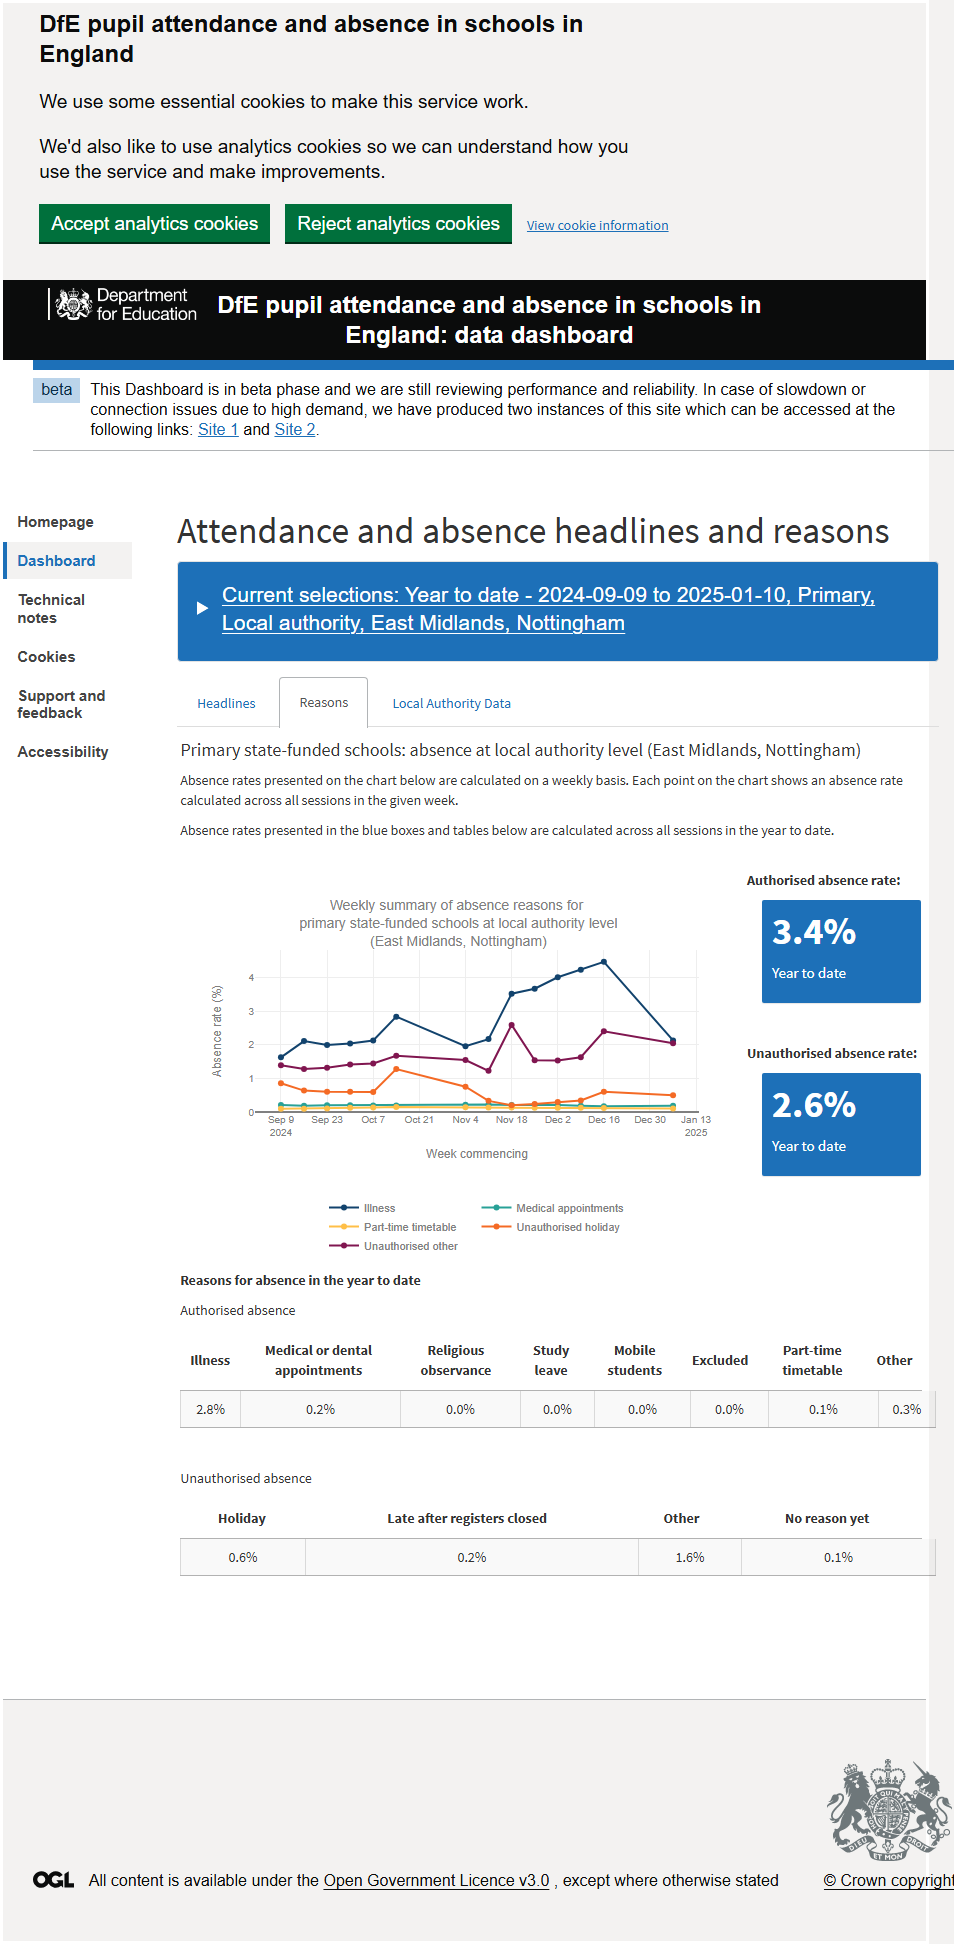 DfE pupil attendance and absence in schools in
England
We use some essential cookies to make this service work.
We'd also like to use analytics cookies so we can understand how you
use the service and make improvements.
Accept analytics cookies
Reject analytics cookies
View cookie information
Department
for Education
DfE pupil attendance and absence in schools in
England: data dashboard
beta
This Dashboard is in beta phase and we are still reviewing performance and reliability. In case of slowdown or
connection issues due to high demand, we have produced two instances of this site which can be accessed at the
following links: Site 1 and Site 2.
Homepage
Dashboard
Technical
notes
Cookies
Support and
feedback
Accessibility
Attendance and absence headlines and reasons
Current selections: Year to date - 2024-09-09 to 2025-01-10, Primary,
Local authority, East Midlands, Nottingham
Headlines
Reasons
Local Authority Data
Primary state-funded schools: absence at local authority level (East Midlands, Nottingham)
Absence rates presented on the chart below are calculated on a weekly basis. Each point on the chart shows an absence rate
calculated across all sessions in the given week.
Absence rates presented in the blue boxes and tables below are calculated across all sessions in the year to date.
Weekly summary of absence reasons for
primary state-funded schools at local authority level
(East Midlands, Nottingham)
Absence rate (%)
4
3
2
1
0
Sep 9 Sep 23 Oct 7 Oct 21 Nov 4 Nov 18 Dec 2 Dec 16 Dec 30 Jan 13
2024 2025
Week commencing
Illness
Medical appointments
Part-time timetable
Unauthorised holiday
Unauthorised other
Authorised absence rate:
3.4%
Year to date
Unauthorised absence rate:
2.6%
Year to date
Reasons for absence in the year to date
Authorised absence
Illness Medical or dental appointments Religious observance Study leave Mobile students Excluded Part-time timetable Other
2.8% 0.2% 0.0% 0.0% 0.0% 0.0% 0.1% 0.3%
Unauthorised absence
Holiday Late after registers closed Other No reason yet
0.6% 0.2% 1.6% 0.1%
DIEU ET MON DROIT
OGL
All content is available under the Open Government Licence v3.0 , except where otherwise stated
© Crown copyright